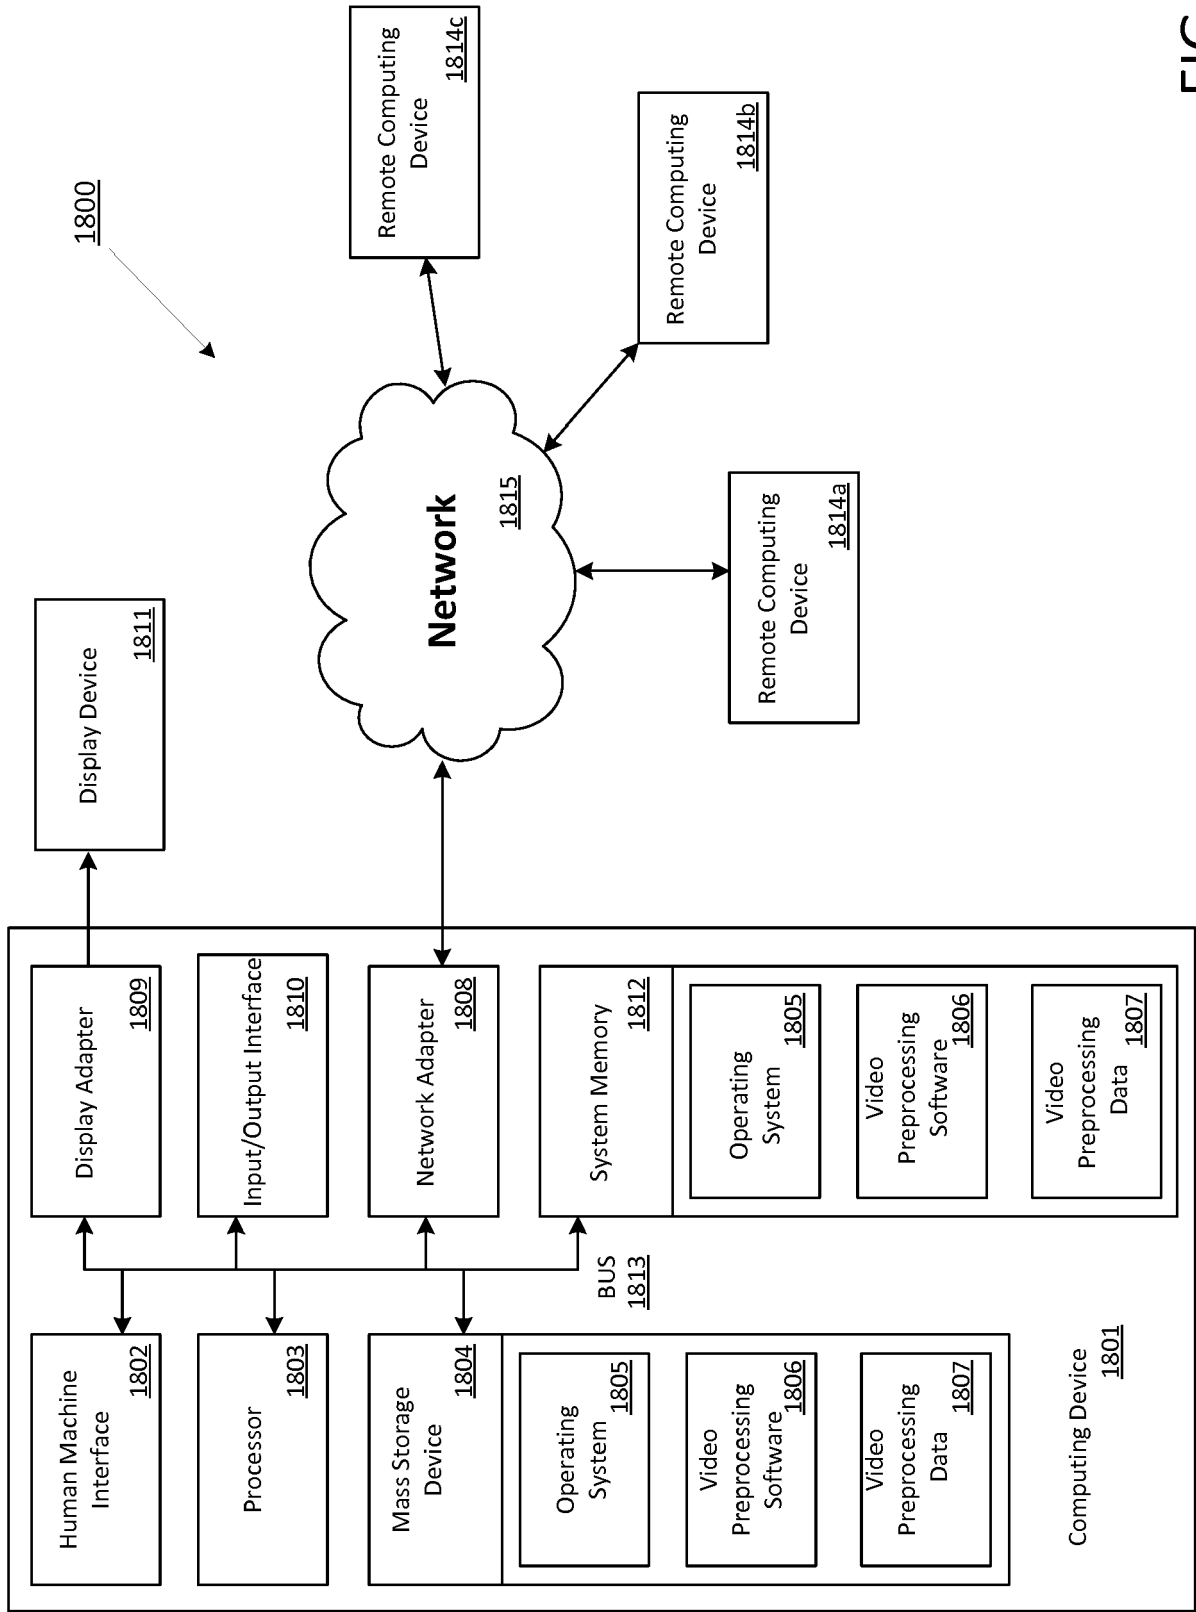 1800
Human Machine
Interface
1802
Processor
1803
Mass Storage
Device
1804
Operating
System
1805
Video
Preprocessing
Software
1806
Video
Preprocessing
Data
1807
Computing Device
1801
BUS
1813
Display Adapter
1809
Input/Output Interface
1810
Network Adapter
1808
System Memory
1812
Operating
System
1805
Video
Preprocessing
Software
1806
Video
Preprocessing
Data
1807
Display Device
1811
Network
1815
Remote Computing
Device
1814a
Remote Computing
Device
1814b
Remote Computing
Device
1814c